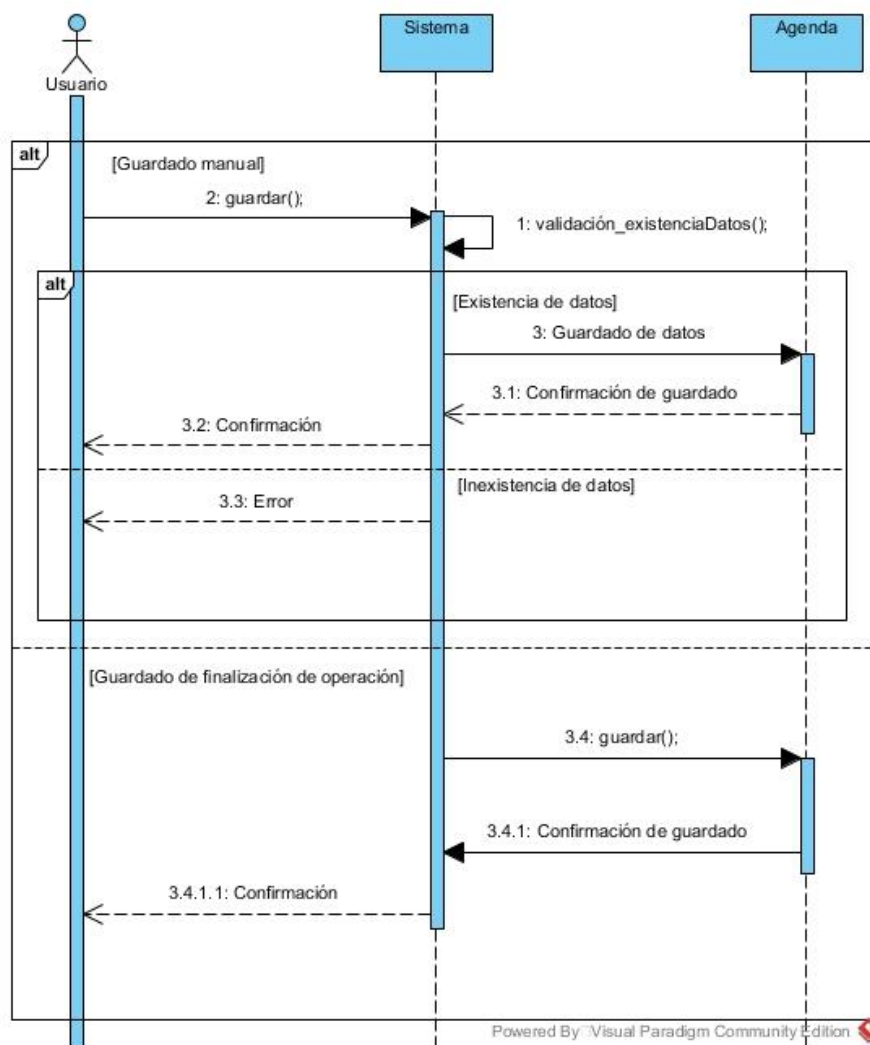 Sistema
Agenda
Usuario
alt
[Guardado manual]
2: guardar();
1: validación_existenciaDatos();
alt
[Existencia de datos]
3: Guardado de datos
3.1: Confirmación de guardado
3.2: Confirmación
[Inexistencia de datos]
3.3: Error
[Guardado de finalización de operación]
3.4: guardar();
3.4.1: Confirmación de guardado
3.4.1.1: Confirmación
Powered By Visual Paradigm Community Edition